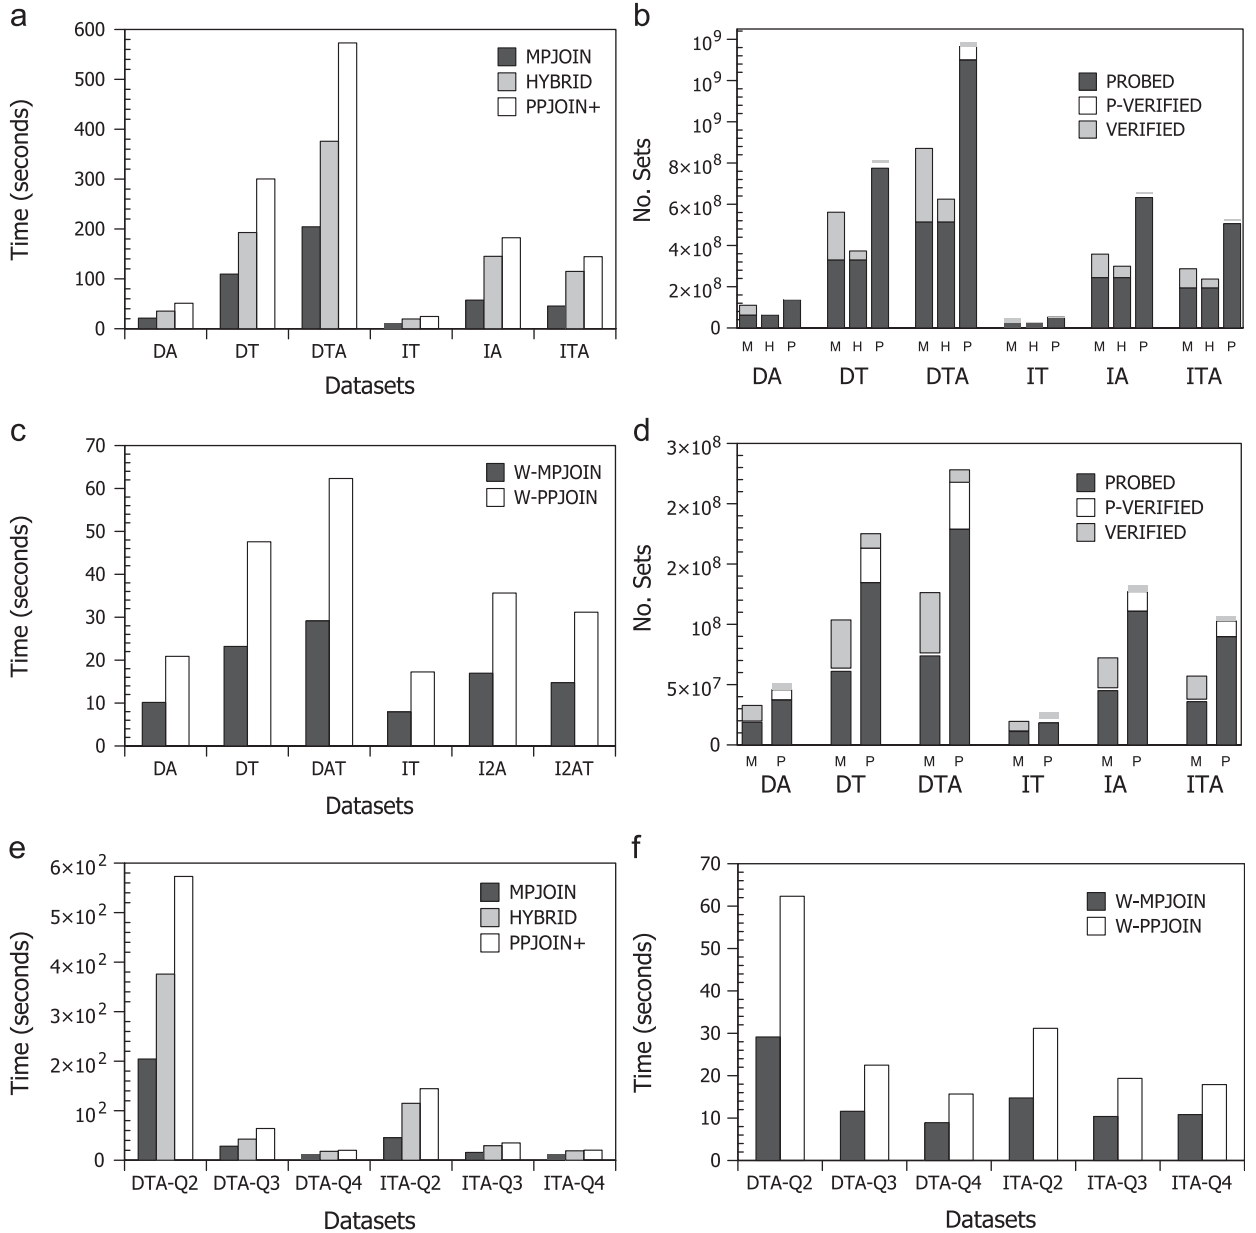 a
600
500
400
300
200
100
0
Time (seconds)
MPJOIN
HYBRID
PPJOIN+
DA DT DTA IT IA ITA
Datasets
b
10⁹
10⁹
10⁹
8×10⁸
6×10⁸
4×10⁸
2×10⁸
0
No. Sets
PROBED
P-VERIFIED
VERIFIED
M H P M H P M H P M H P M H P M H P
DA DT DTA IT IA ITA
c
70
60
50
40
30
20
10
0
Time (seconds)
W-MPJOIN
W-PPJOIN
DA DT DAT IT I2A I2AT
Datasets
d
3×10⁸
2×10⁸
2×10⁸
10⁸
5×10⁷
0
No. Sets
PROBED
P-VERIFIED
VERIFIED
M P M P M P M P M P M P
DA DT DTA IT IA ITA
e
6×10²
5×10²
4×10²
3×10²
2×10²
10²
0
Time (seconds)
MPJOIN
HYBRID
PPJOIN+
DTA-Q2 DTA-Q3 DTA-Q4 ITA-Q2 ITA-Q3 ITA-Q4
Datasets
f
70
60
50
40
30
20
10
0
Time (seconds)
W-MPJOIN
W-PPJOIN
DTA-Q2 DTA-Q3 DTA-Q4 ITA-Q2 ITA-Q3 ITA-Q4
Datasets